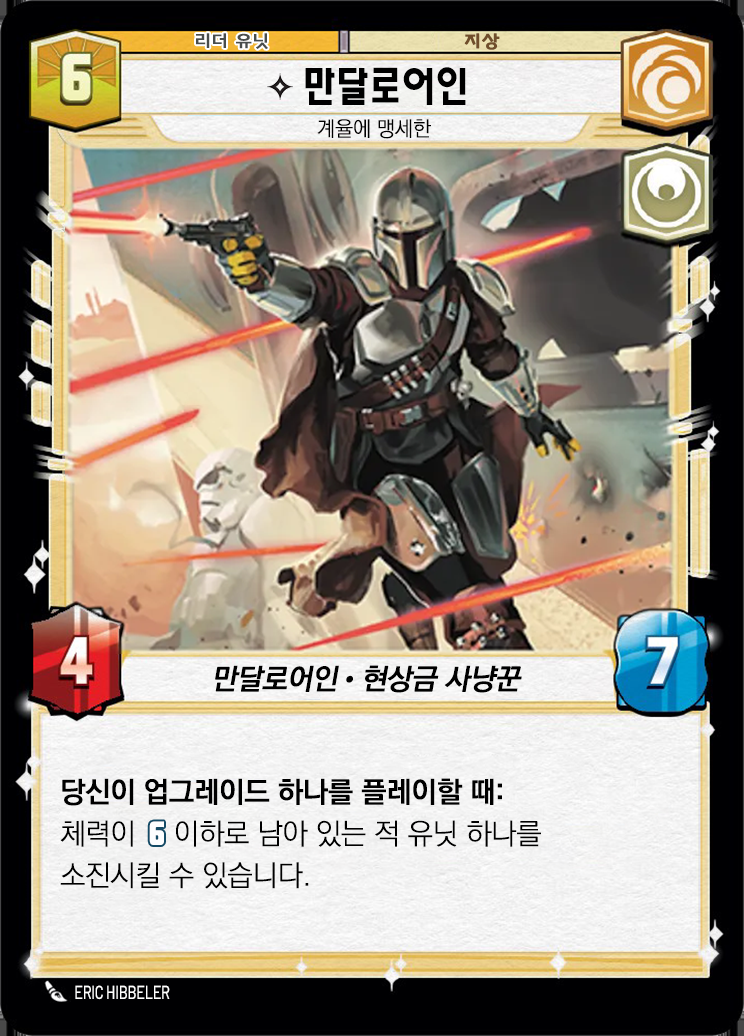 리더 유닛
지상
6
만달로어인
계율에 맹세한
4
만달로어인 • 현상금 사냥꾼
7
당신이 업그레이드 하나를 플레이할 때:
체력이 6 이하로 남아 있는 적 유닛 하나를
소진시킬 수 있습니다.
ERIC HIBBELER